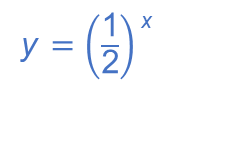 y = (1/2)^x